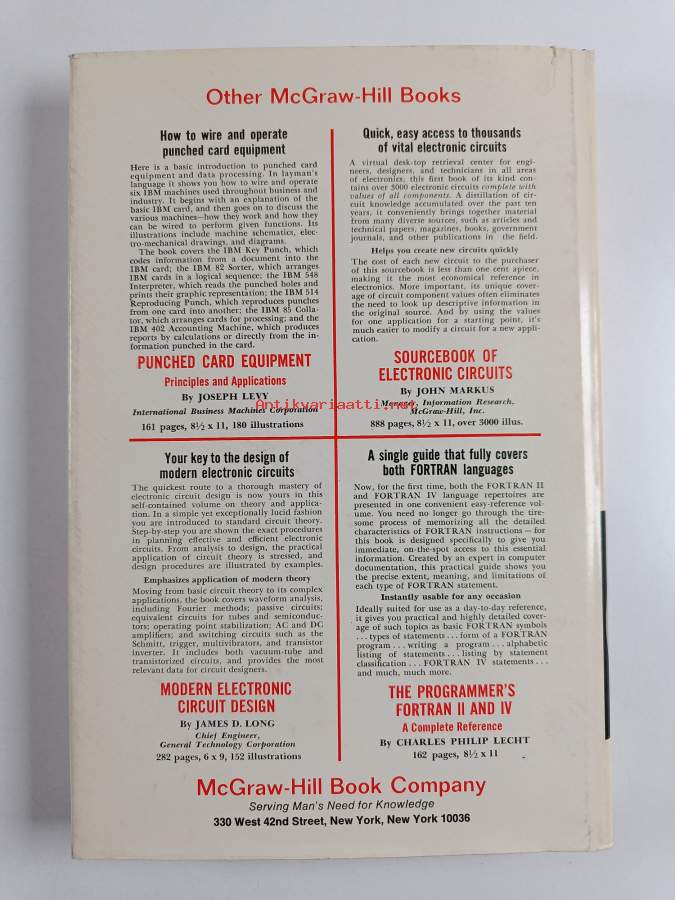 Other McGraw-Hill Books
How to wire and operate
punched card equipment
Here is a basic introduction to punched card
equipment and data processing. In layman's
language it shows you how to wire and operate
six IBM machines used throughout business and
industry. It begins with an explanation of the
basic IBM card, and then goes on to discuss the
various machines—how they work and how they
can be wired to perform given functions. Its
illustrations include machine schematics, elec-
tro-mechanical drawings, and diagrams.
The book covers the IBM Key Punch, which
codes information from a document into the
IBM card; the IBM 82 Sorter, which arranges
IBM cards in a logical sequence; the IBM 548
Interpreter, which reads the punched holes and
prints their graphic representation; the IBM 514
Reproducing Punch, which reproduces punches
from one card into another; the IBM 85 Colla-
tor, which arranges cards for processing; and the
IBM 402 Accounting Machine, which produces
reports by calculations or directly from the in-
formation punched in the card.
PUNCHED CARD EQUIPMENT
Principles and Applications
By JOSEPH LEVY
International Business Machines Corporation
161 pages, 8½ x 11, 180 illustrations
Quick, easy access to thousands
of vital electronic circuits
A virtual desk-top retrieval center for engi-
neers, designers, and technicians in all areas
of electronics, this first book of its kind con-
tains over 3000 electronic circuits complete with
values of all components. A distillation of cir-
cuit knowledge accumulated over the past ten
years, it conveniently brings together material
from many diverse sources, such as articles and
technical papers, magazines, books, government
journals, and other publications in the field.
Helps you create new circuits quickly
The cost of each new circuit to the purchaser
of this sourcebook is less than one cent apiece,
making it the most economical reference in
electronics. More important, its unique cover-
age of circuit component values often eliminates
the need to look up descriptive information in
the original source. And by using the values
for one application for a starting point, it's
much easier to modify a circuit for a new appli-
cation.
SOURCEBOOK OF
ELECTRONIC CIRCUITS
By JOHN MARKUS
Manager, Information Research,
McGraw-Hill, Inc.
888 pages, 8½ x 11, over 3000 illus.
Antikvariaatti.net
Your key to the design of
modern electronic circuits
The quickest route to a thorough mastery of
electronic circuit design is now yours in this
self-contained volume on theory and applica-
tion. In a simple yet exceptionally lucid fashion
you are introduced to standard circuit theory.
Step-by-step you are shown the exact procedures
in planning effective and efficient electronic
circuits. From analysis to design, the practical
application of circuit theory is stressed, and
design procedures are illustrated by examples.
Emphasizes application of modern theory
Moving from basic circuit theory to its complex
applications, the book covers waveform analysis,
including Fourier methods; passive circuits;
equivalent circuits for tubes and semiconduc-
tors; operating point stabilization; AC and DC
amplifiers; and switching circuits such as the
Schmitt, trigger, multivibrators, and transistor
inverter. It includes both vacuum-tube and
transistorized circuits, and provides the most
relevant data for circuit designers.
MODERN ELECTRONIC
CIRCUIT DESIGN
By JAMES D. LONG
Chief Engineer,
General Technology Corporation
282 pages, 6 x 9, 152 illustrations
A single guide that fully covers
both FORTRAN languages
Now, for the first time, both the FORTRAN II
and FORTRAN IV language repertoires are
presented in one convenient easy-reference vol-
ume. You need no longer go through the tire-
some process of memorizing all the detailed
characteristics of FORTRAN instructions—for
this book is designed specifically to give you
immediate, on-the-spot access to this essential
information. Created by an expert in computer
documentation, this practical guide shows you
the precise extent, meaning, and limitations of
each type of FORTRAN statement.
Instantly usable for any occasion
Ideally suited for use as a day-to-day reference,
it gives you practical and highly detailed cover-
age of such topics as basic FORTRAN symbols
...types of statements...form of a FORTRAN
program...writing a program...alphabetic
listing of statements...listing by statement
classification...FORTRAN IV statements...
and much, much more.
THE PROGRAMMER'S
FORTRAN II AND IV
A Complete Reference
By CHARLES PHILIP LECHT
162 pages, 8½ x 11
McGraw-Hill Book Company
Serving Man's Need for Knowledge
330 West 42nd Street, New York, New York 10036